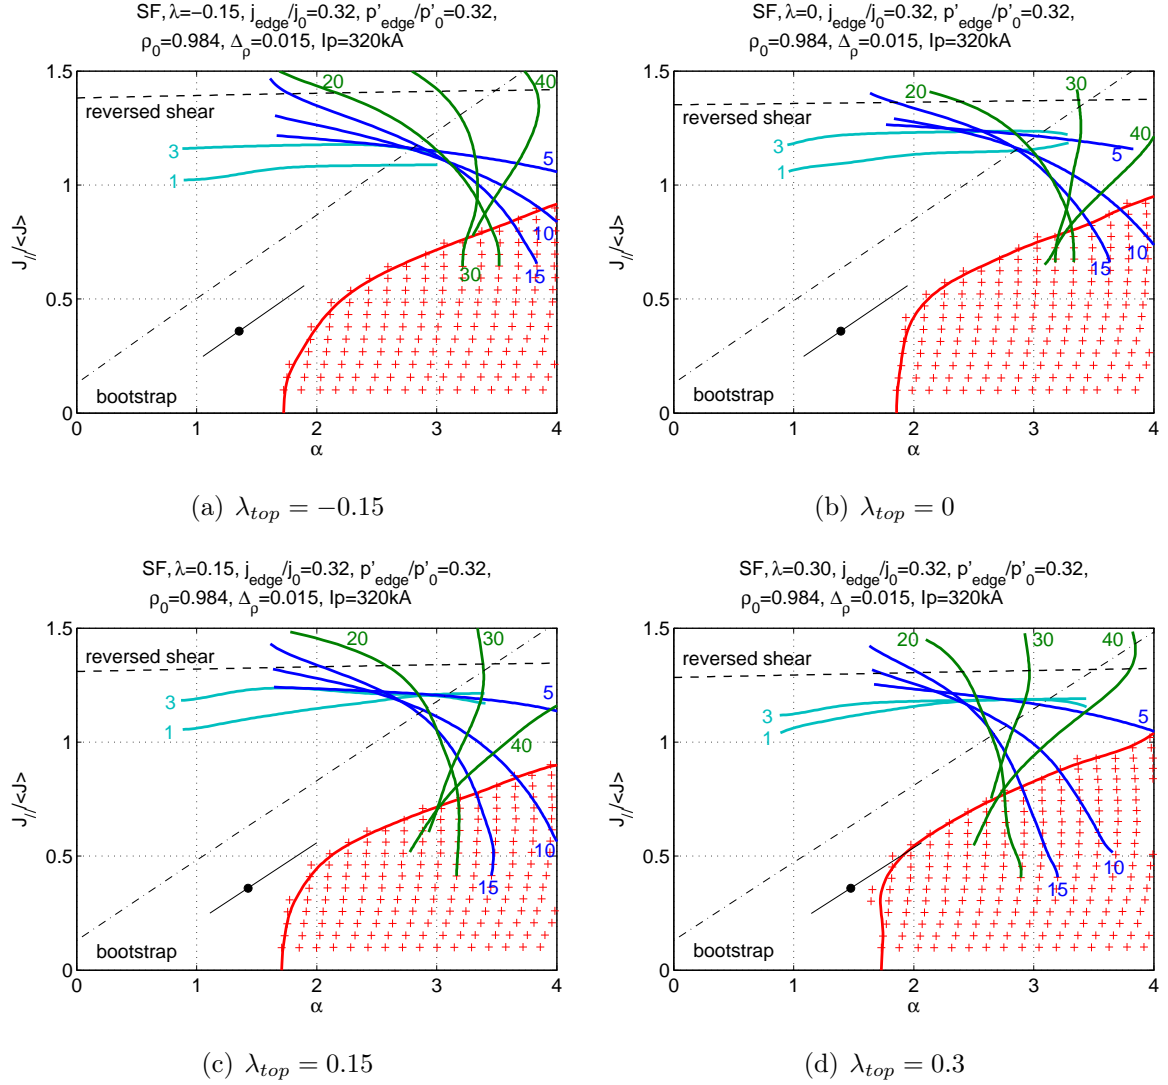 SF, λ=−0.15, j_edge/j_0=0.32, p'_edge/p'_0=0.32,
ρ_0=0.984, Δ_ρ=0.015, Ip=320kA
1.5
1
0.5
0
J_///<J>
reversed shear
20
40
3
1
5
10
15
30
bootstrap
0 1 2 3 4
α
(a) λ_top = −0.15
SF, λ=0, j_edge/j_0=0.32, p'_edge/p'_0=0.32,
ρ_0=0.984, Δ_ρ=0.015, Ip=320kA
1.5
1
0.5
0
J_///<J>
reversed shear
20
30
40
3
1
5
10
15
bootstrap
0 1 2 3 4
α
(b) λ_top = 0
SF, λ=0.15, j_edge/j_0=0.32, p'_edge/p'_0=0.32,
ρ_0=0.984, Δ_ρ=0.015, Ip=320kA
1.5
1
0.5
0
J_///<J>
reversed shear
20
30
3
1
5
40
10
15
bootstrap
0 1 2 3 4
α
(c) λ_top = 0.15
SF, λ=0.30, j_edge/j_0=0.32, p'_edge/p'_0=0.32,
ρ_0=0.984, Δ_ρ=0.015, Ip=320kA
1.5
1
0.5
0
J_///<J>
reversed shear
20
30
40
3
1
5
10
15
bootstrap
0 1 2 3 4
α
(d) λ_top = 0.3